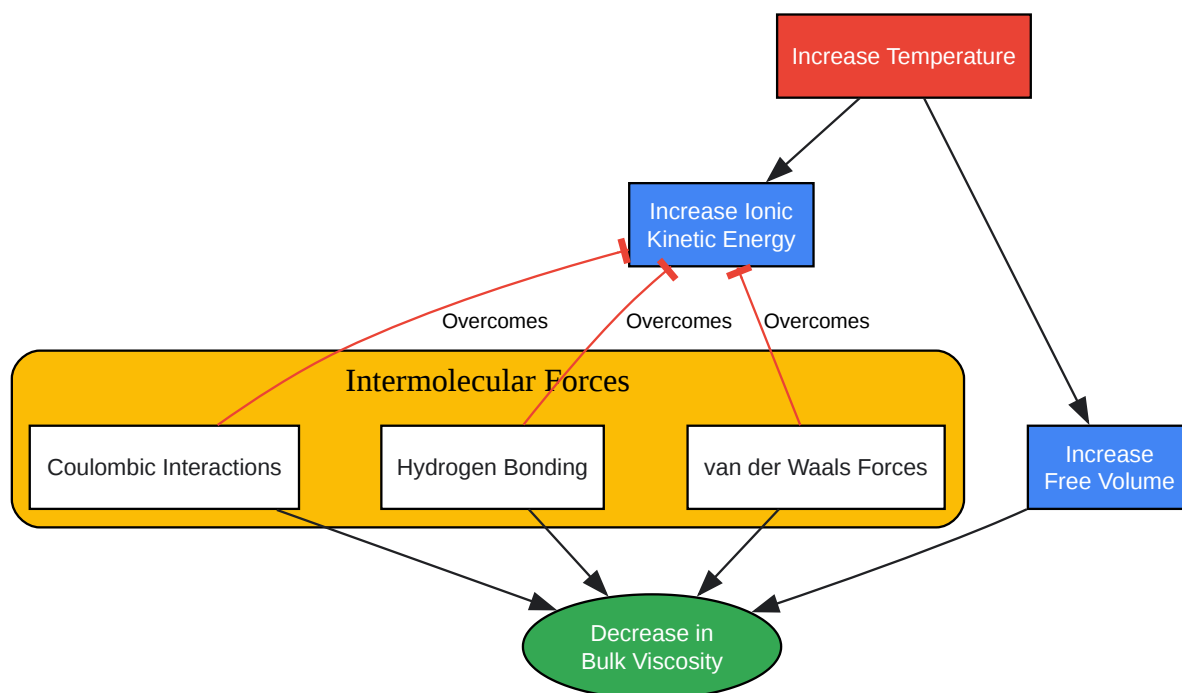 Increase Temperature
Increase Ionic
Kinetic Energy
Overcomes
Overcomes
Overcomes
Intermolecular Forces
Coulombic Interactions
Hydrogen Bonding
van der Waals Forces
Increase
Free Volume
Decrease in
Bulk Viscosity